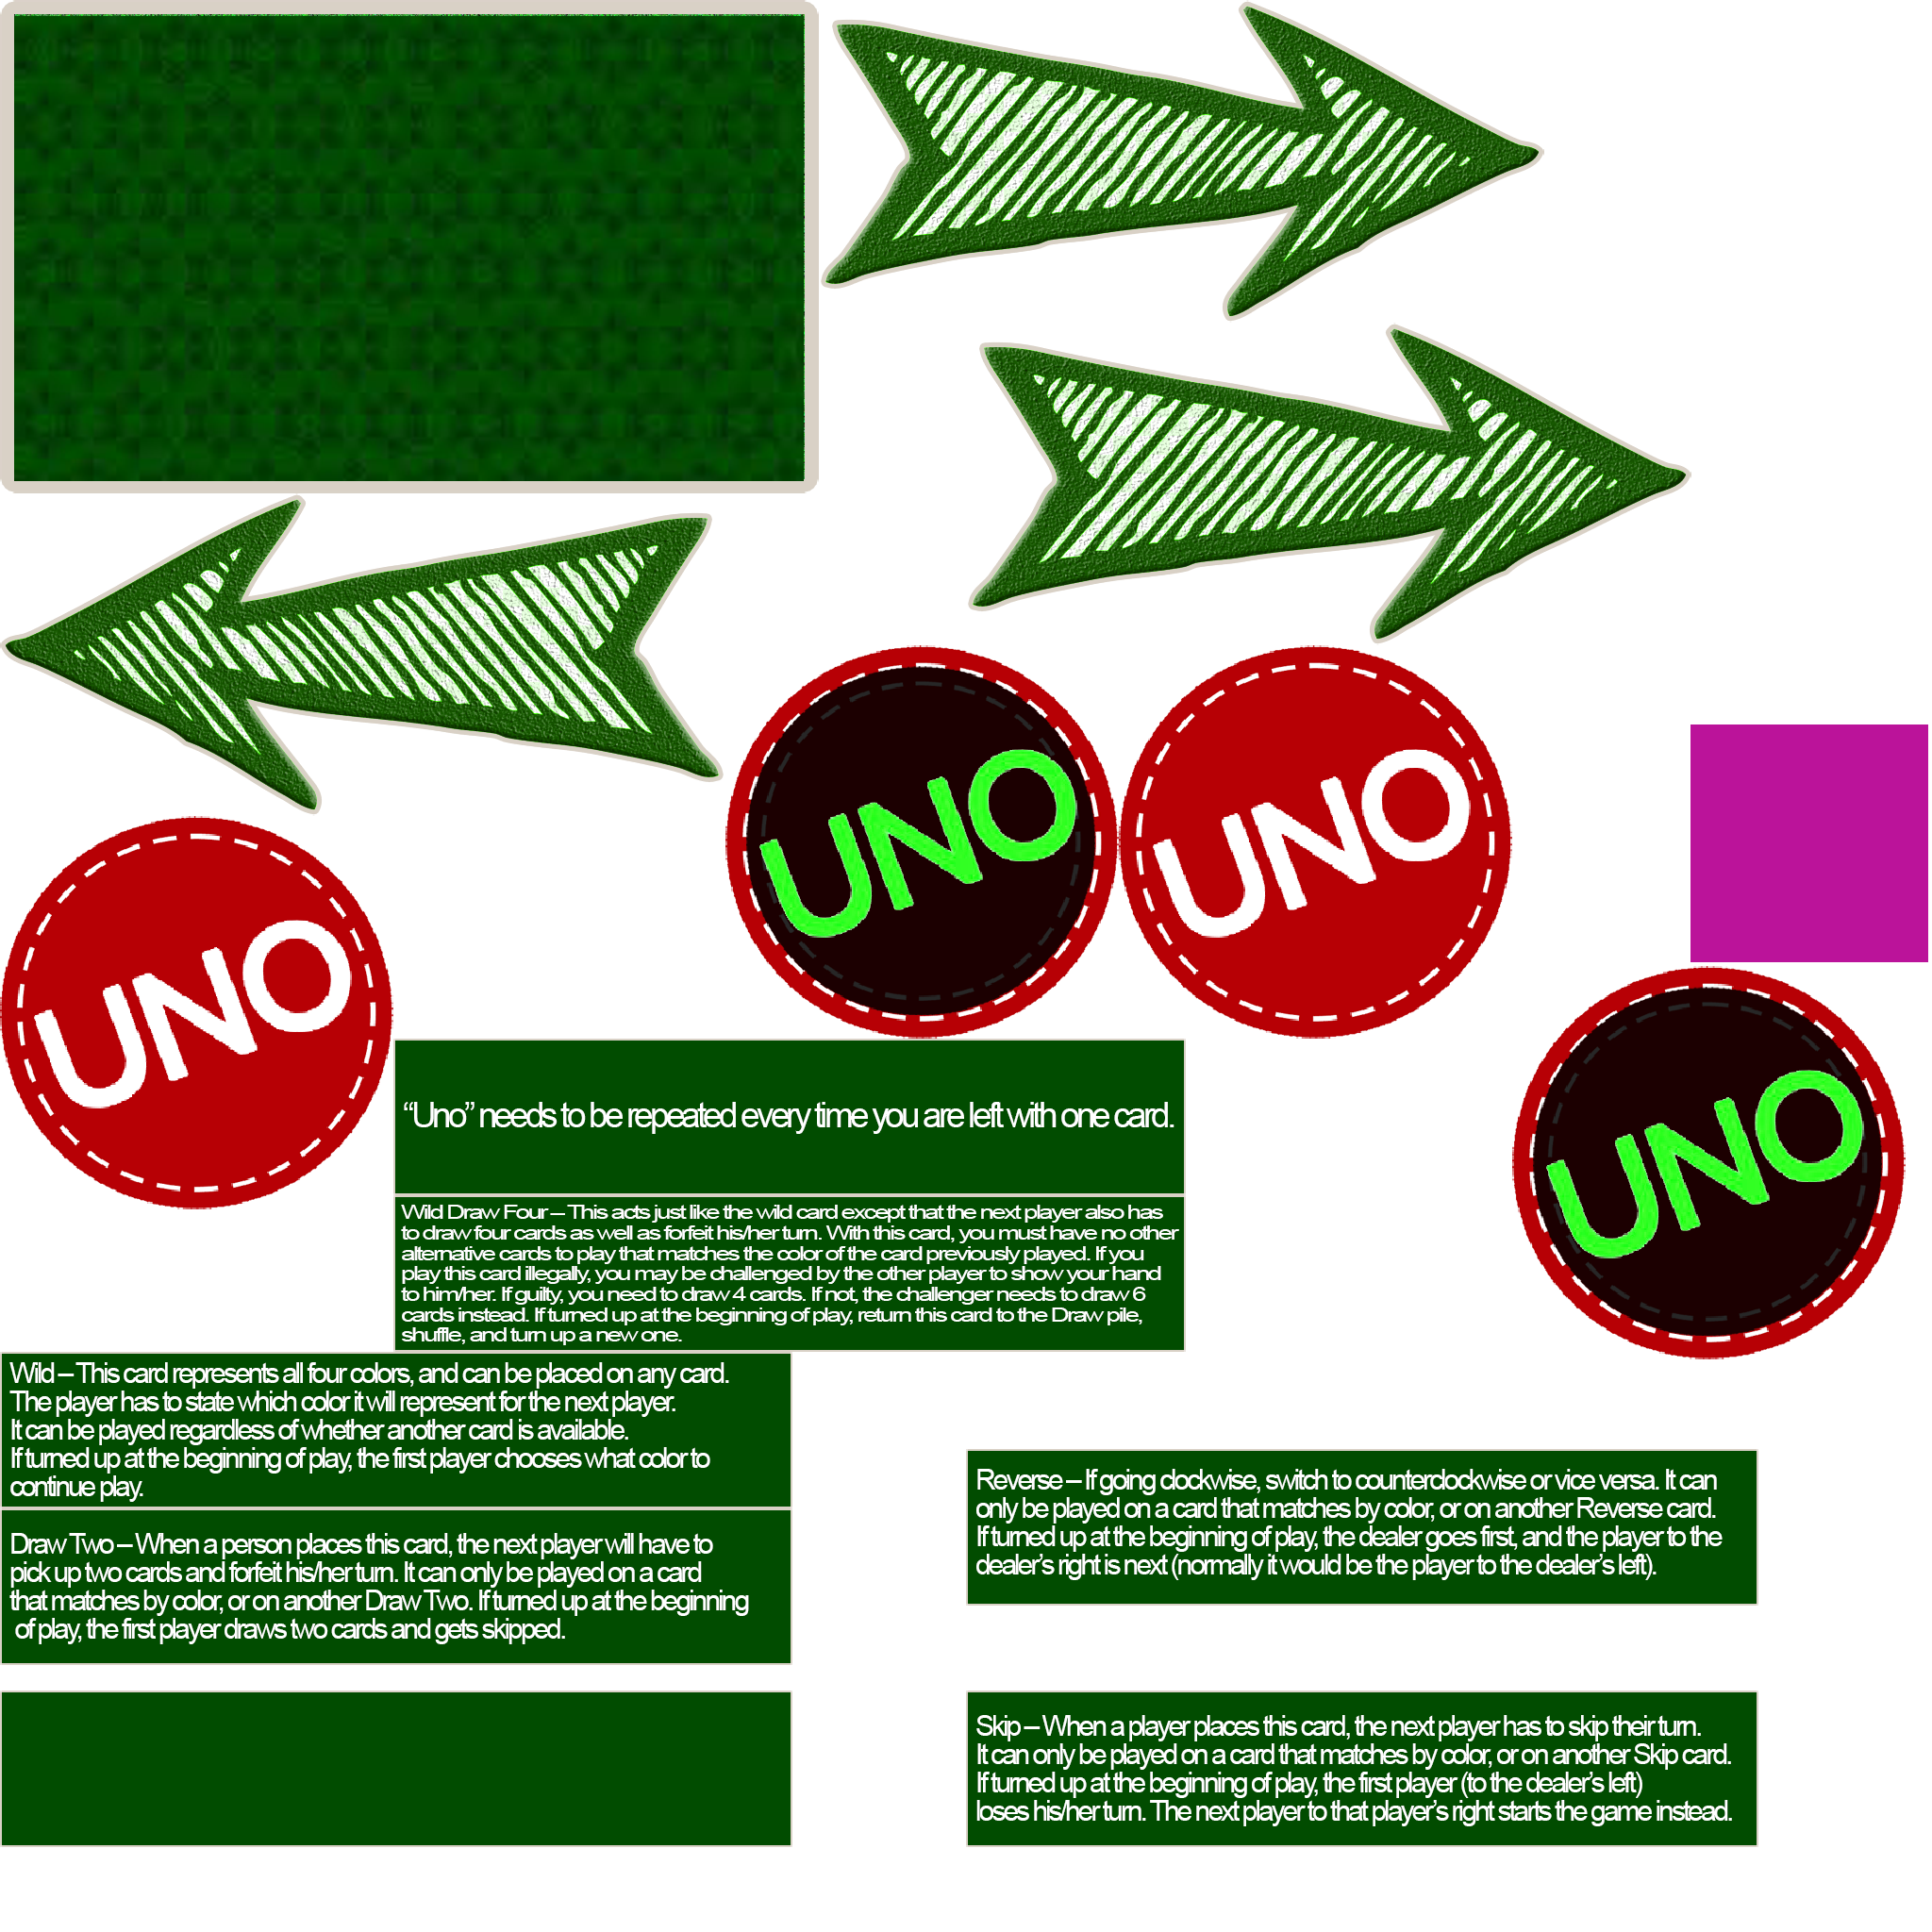 UNO
UNO
UNO
UNO
“Uno” needs to be repeated every time you are left with one card.
Wild Draw Four – This acts just like the wild card except that the next player also has
to draw four cards as well as forfeit his/her turn. With this card, you must have no other
alternative cards to play that matches the color of the card previously played. If you
play this card illegally, you may be challenged by the other player to show your hand
to him/her. If guilty, you need to draw 4 cards. If not, the challenger needs to draw 6
cards instead. If turned up at the beginning of play, return this card to the Draw pile,
shuffle, and turn up a new one.
Wild – This card represents all four colors, and can be placed on any card.
The player has to state which color it will represent for the next player.
It can be played regardless of whether another card is available.
If turned up at the beginning of play, the first player chooses what color to
continue play.
Reverse – If going clockwise, switch to counterclockwise or vice versa. It can
only be played on a card that matches by color, or on another Reverse card.
If turned up at the beginning of play, the dealer goes first, and the player to the
dealer’s right is next (normally it would be the player to the dealer’s left).
Draw Two – When a person places this card, the next player will have to
pick up two cards and forfeit his/her turn. It can only be played on a card
that matches by color, or on another Draw Two. If turned up at the beginning
of play, the first player draws two cards and gets skipped.
Skip – When a player places this card, the next player has to skip their turn.
It can only be played on a card that matches by color, or on another Skip card.
If turned up at the beginning of play, the first player (to the dealer’s left)
loses his/her turn. The next player to that player’s right starts the game instead.